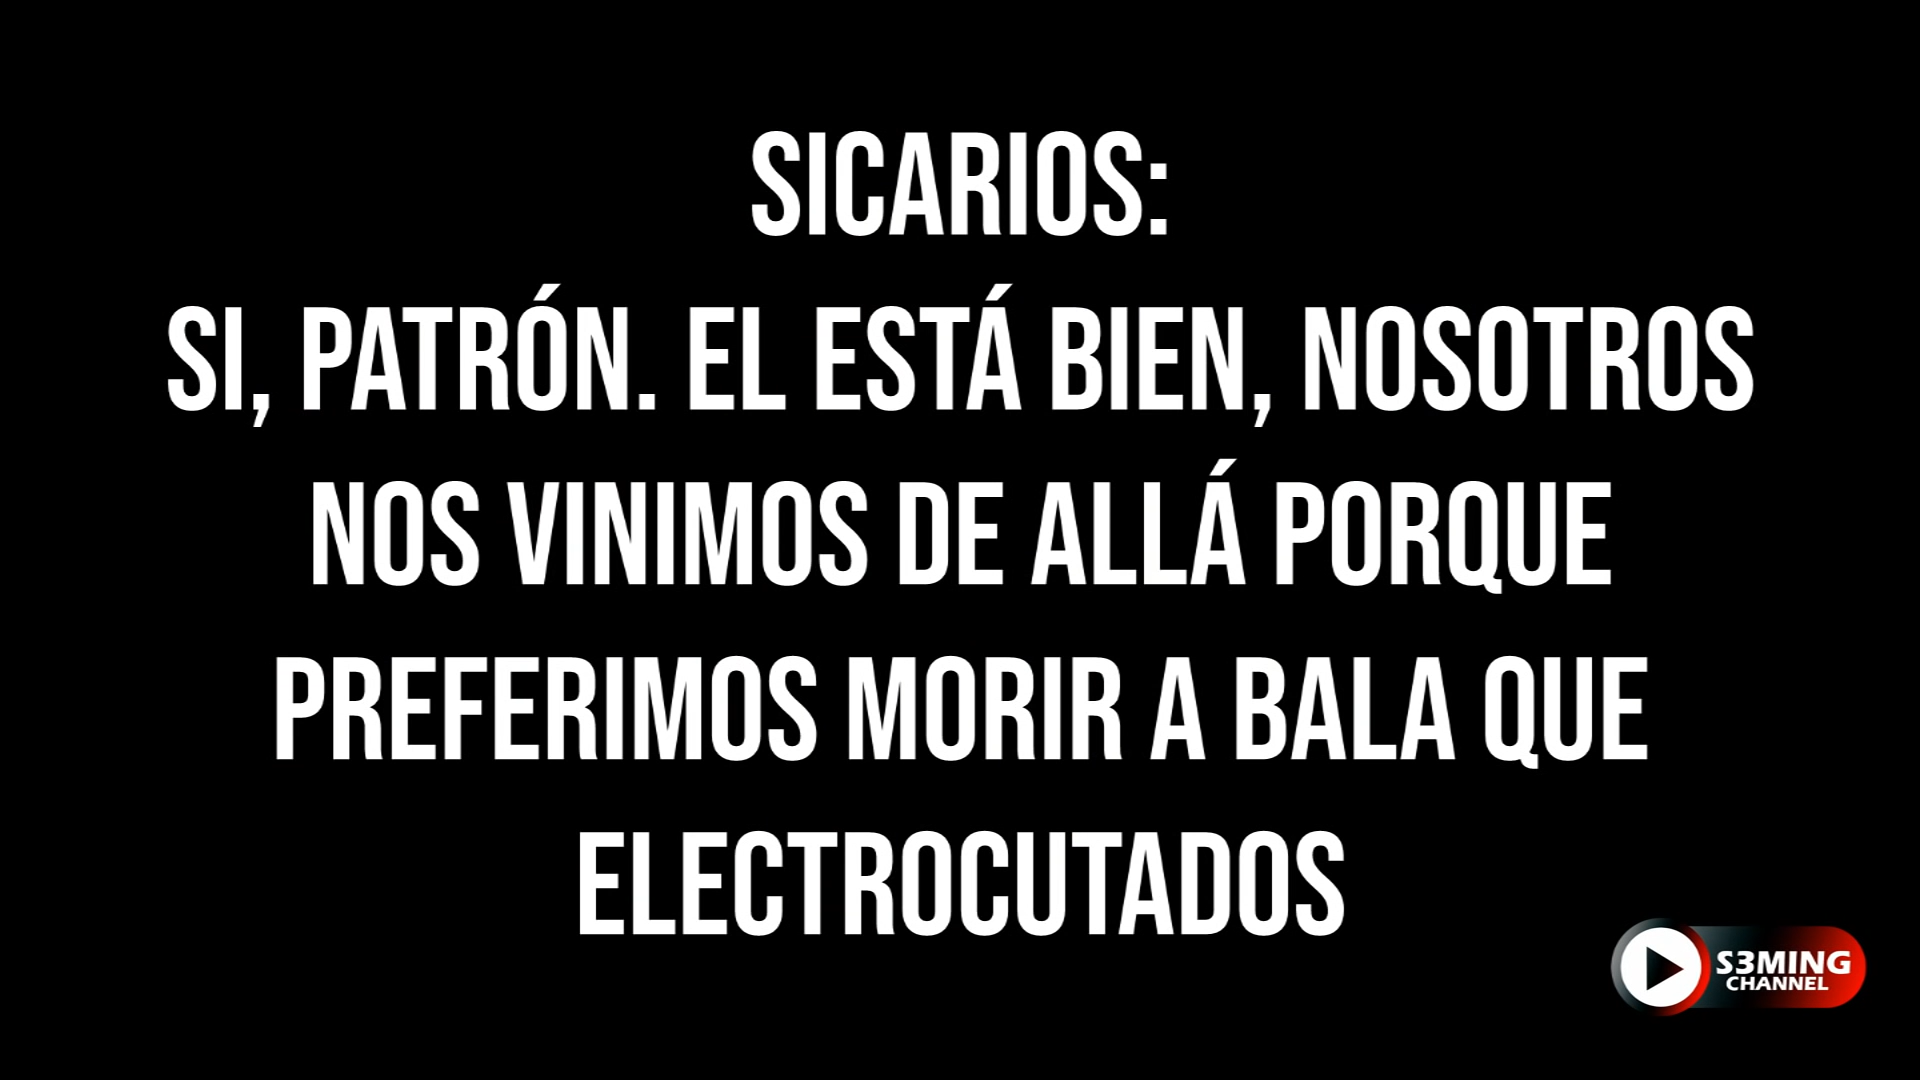 SICARIOS:
SI, PATRÓN. EL ESTÁ BIEN, NOSOTROS
NOS VINIMOS DE ALLÁ PORQUE
PREFERIMOS MORIR A BALA QUE
ELECTROCUTADOS
S3MING
CHANNEL